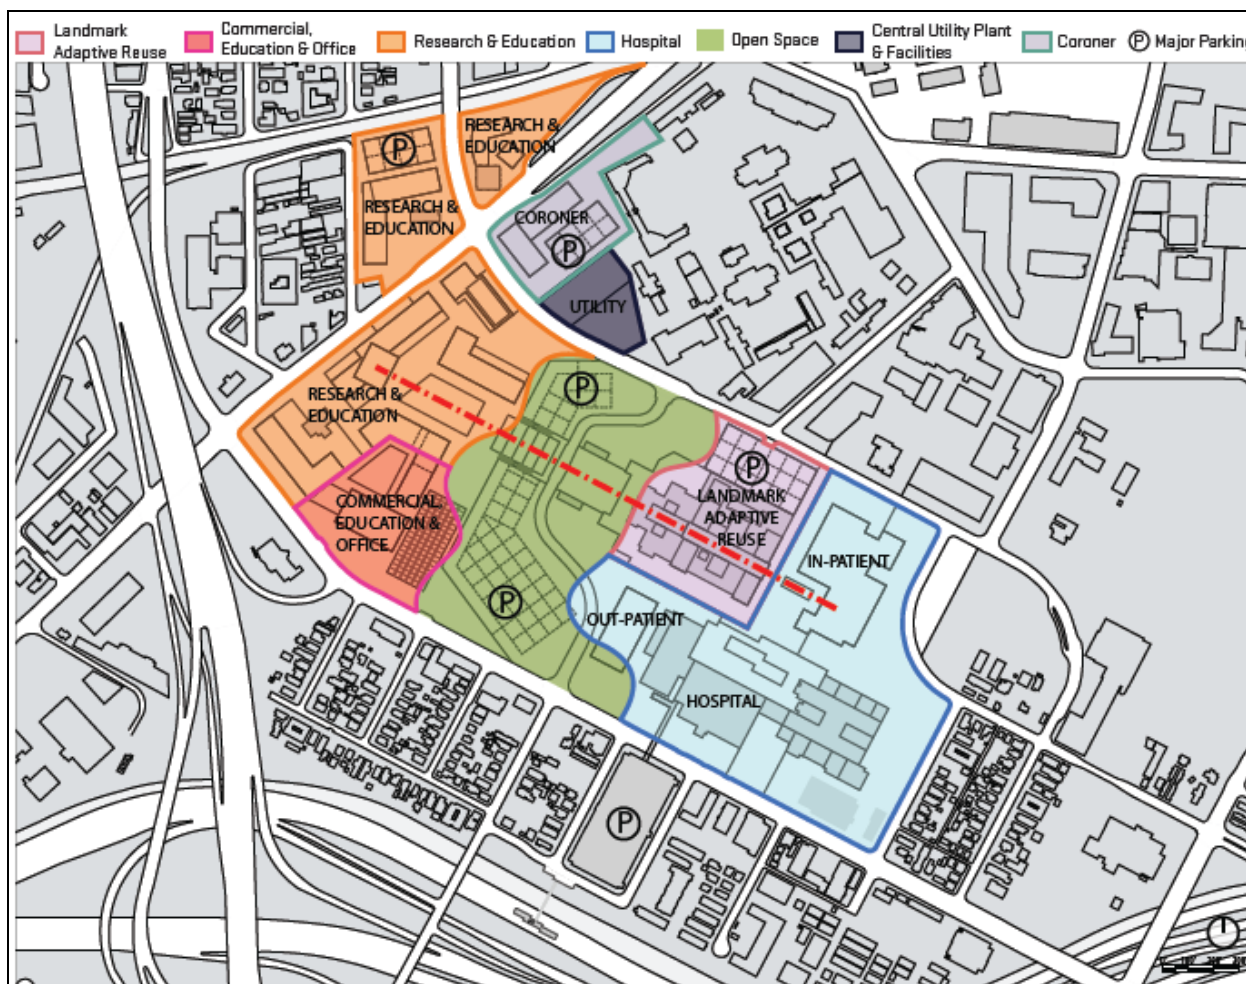 Landmark
Adaptive Reuse
Commercial,
Education & Office
Research & Education
Hospital
Open Space
Central Utility Plant
& Facilities
Coroner
P Major Parking
RESEARCH &
EDUCATION
P
RESEARCH &
EDUCATION
CORONER
P
UTILITY
P
RESEARCH &
EDUCATION
P
LANDMARK
ADAPTIVE
REUSE
COMMERCIAL,
EDUCATION &
OFFICE
IN-PATIENT
P
OUT-PATIENT
HOSPITAL
P